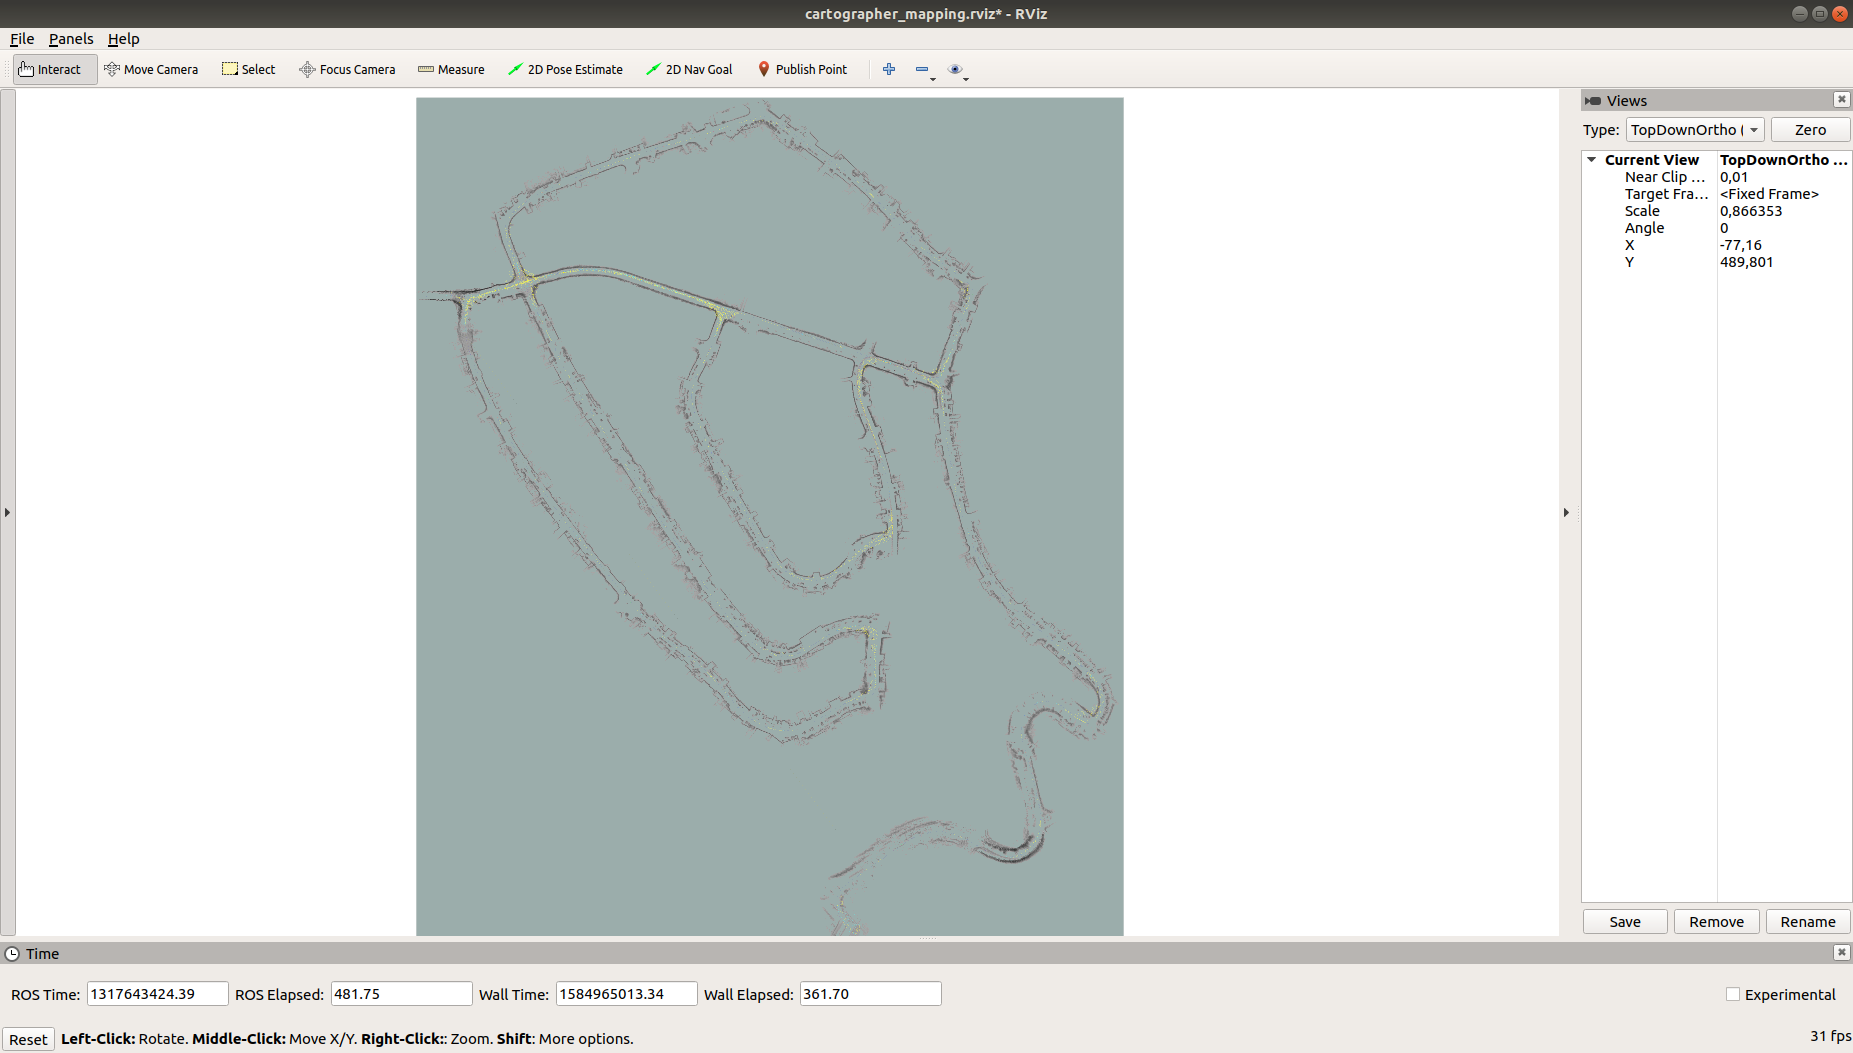 cartographer_mapping.rviz* - RViz
File Panels Help
Interact Move Camera Select Focus Camera Measure 2D Pose Estimate 2D Nav Goal Publish Point
Views
Type: TopDownOrtho ( Zero
Current View TopDownOrtho ...
Near Clip ... 0,01
Target Fra... <Fixed Frame>
Scale 0,866353
Angle 0
X -77,16
Y 489,801
Save Remove Rename
Time
ROS Time: 1317643424.39 ROS Elapsed: 481.75 Wall Time: 1584965013.34 Wall Elapsed: 361.70 Experimental
Reset Left-Click: Rotate. Middle-Click: Move X/Y. Right-Click:: Zoom. Shift: More options. 31 fps